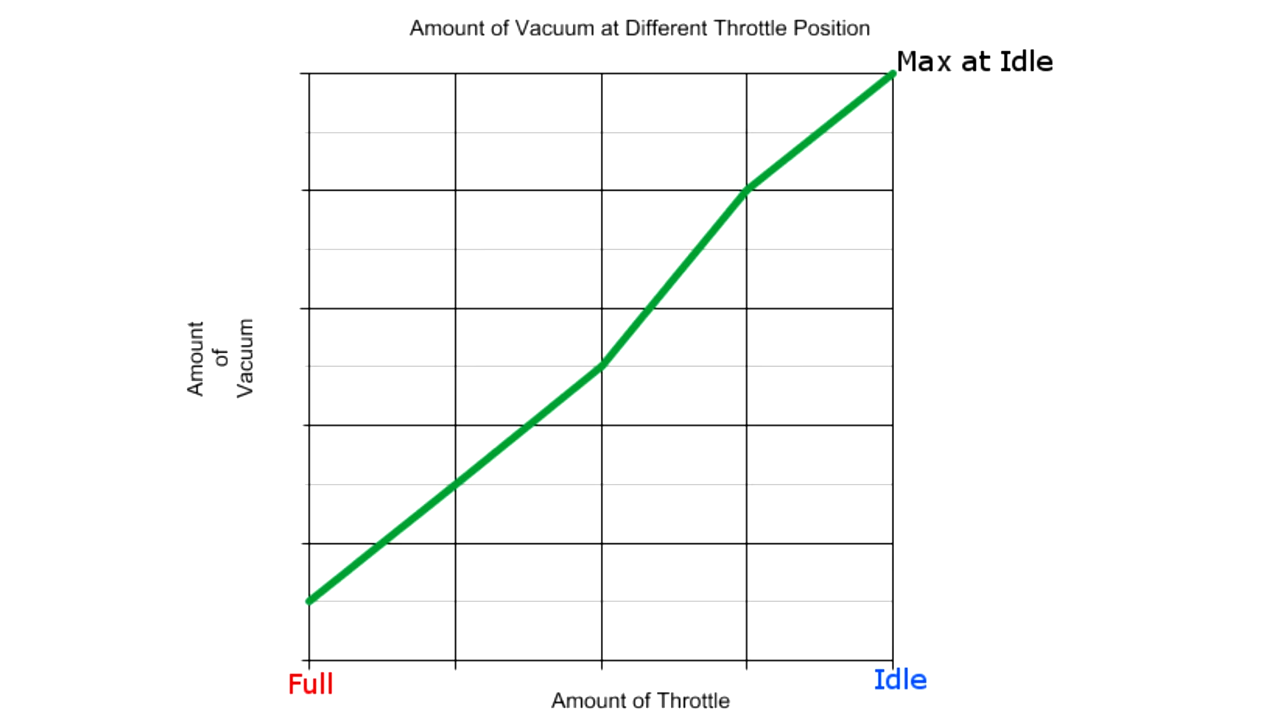 Amount of Vacuum at Different Throttle Position
Max at Idle
Amount
of
Vacuum
Full
Idle
Amount of Throttle